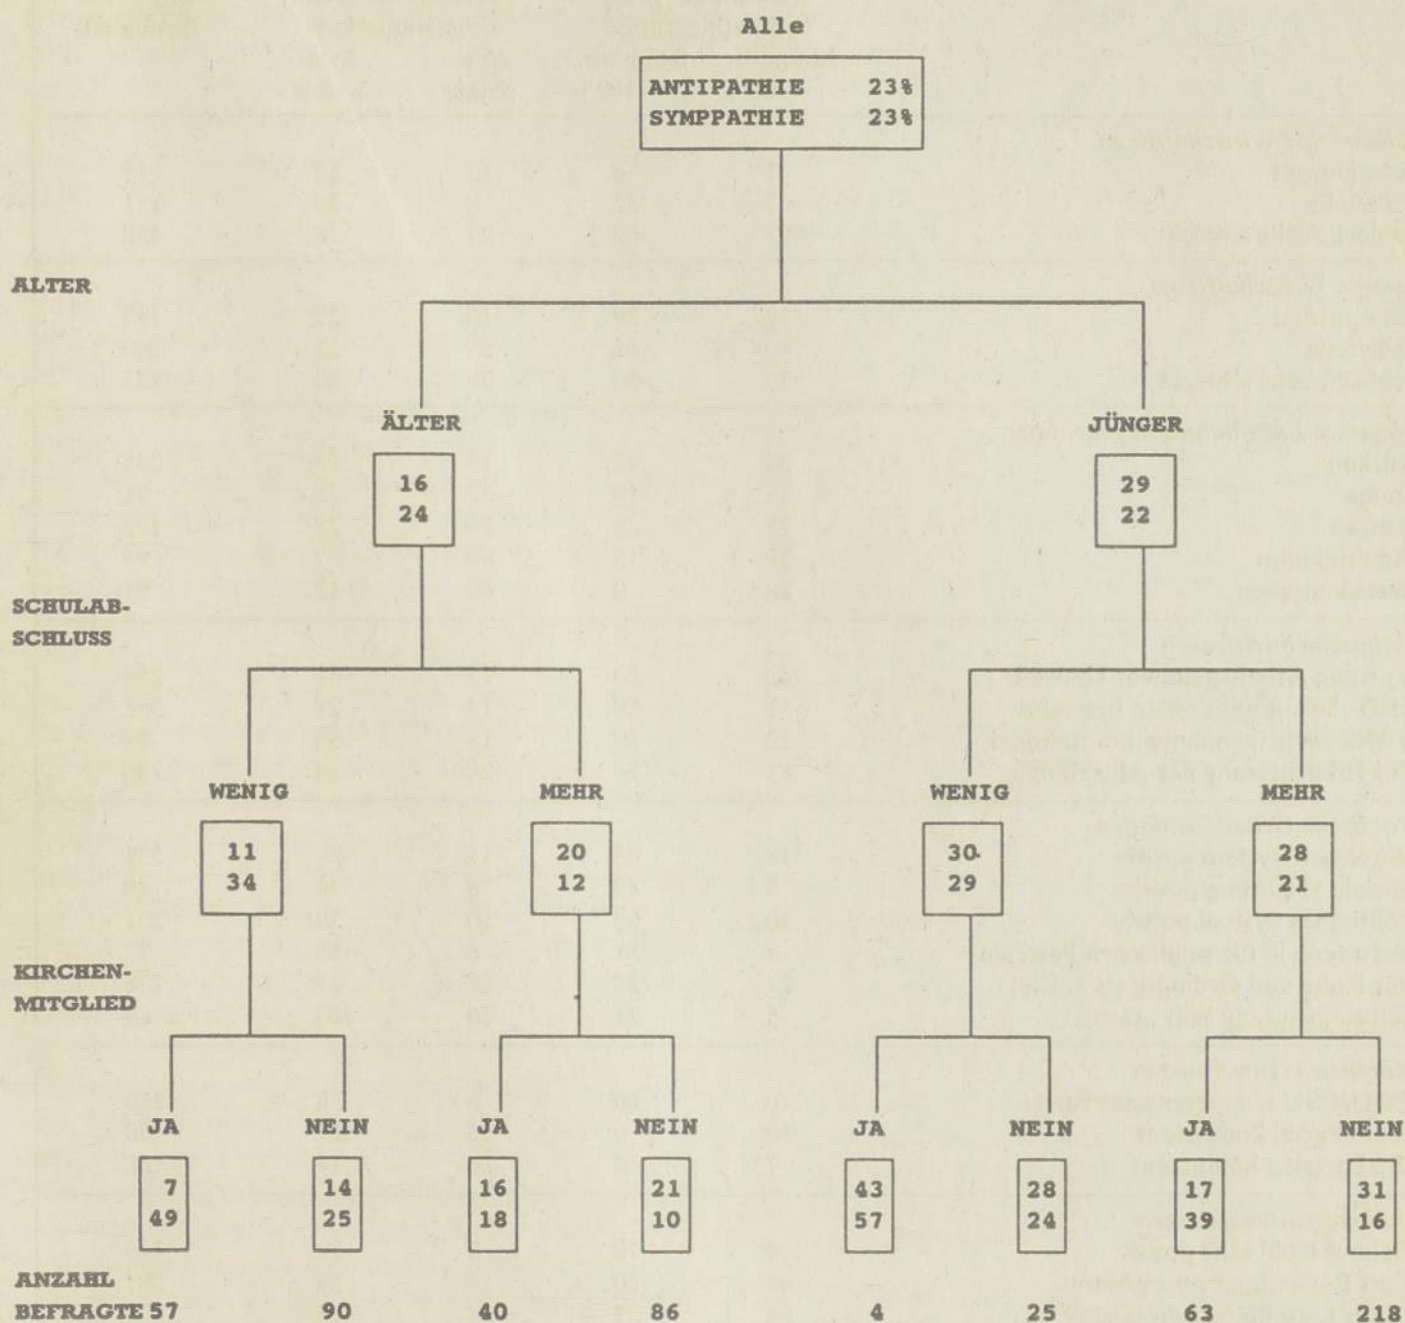 Alle
ANTIPATHIE 23%
SYMPPATHIE 23%
ALTER
ÄLTER JÜNGER
16 29
24 22
SCHULAB-
SCHLUSS
WENIG MEHR WENIG MEHR
11 20 30 28
34 12 29 21
KIRCHEN-
MITGLIED
JA NEIN JA NEIN JA NEIN JA NEIN
7 14 16 21 43 28 17 31
49 25 18 10 57 24 39 16
ANZAHL
BEFRAGTE 57 90 40 86 4 25 63 218